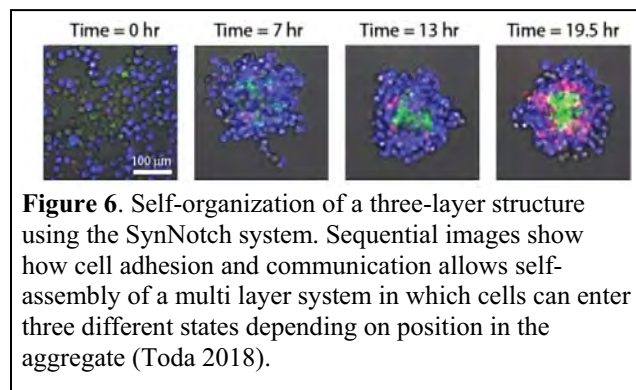 Time = 0 hr Time = 7 hr Time = 13 hr Time = 19.5 hr
100 μm
Figure 6. Self-organization of a three-layer structure
using the SynNotch system. Sequential images show
how cell adhesion and communication allows self-
assembly of a multi layer system in which cells can enter
three different states depending on position in the
aggregate (Toda 2018).